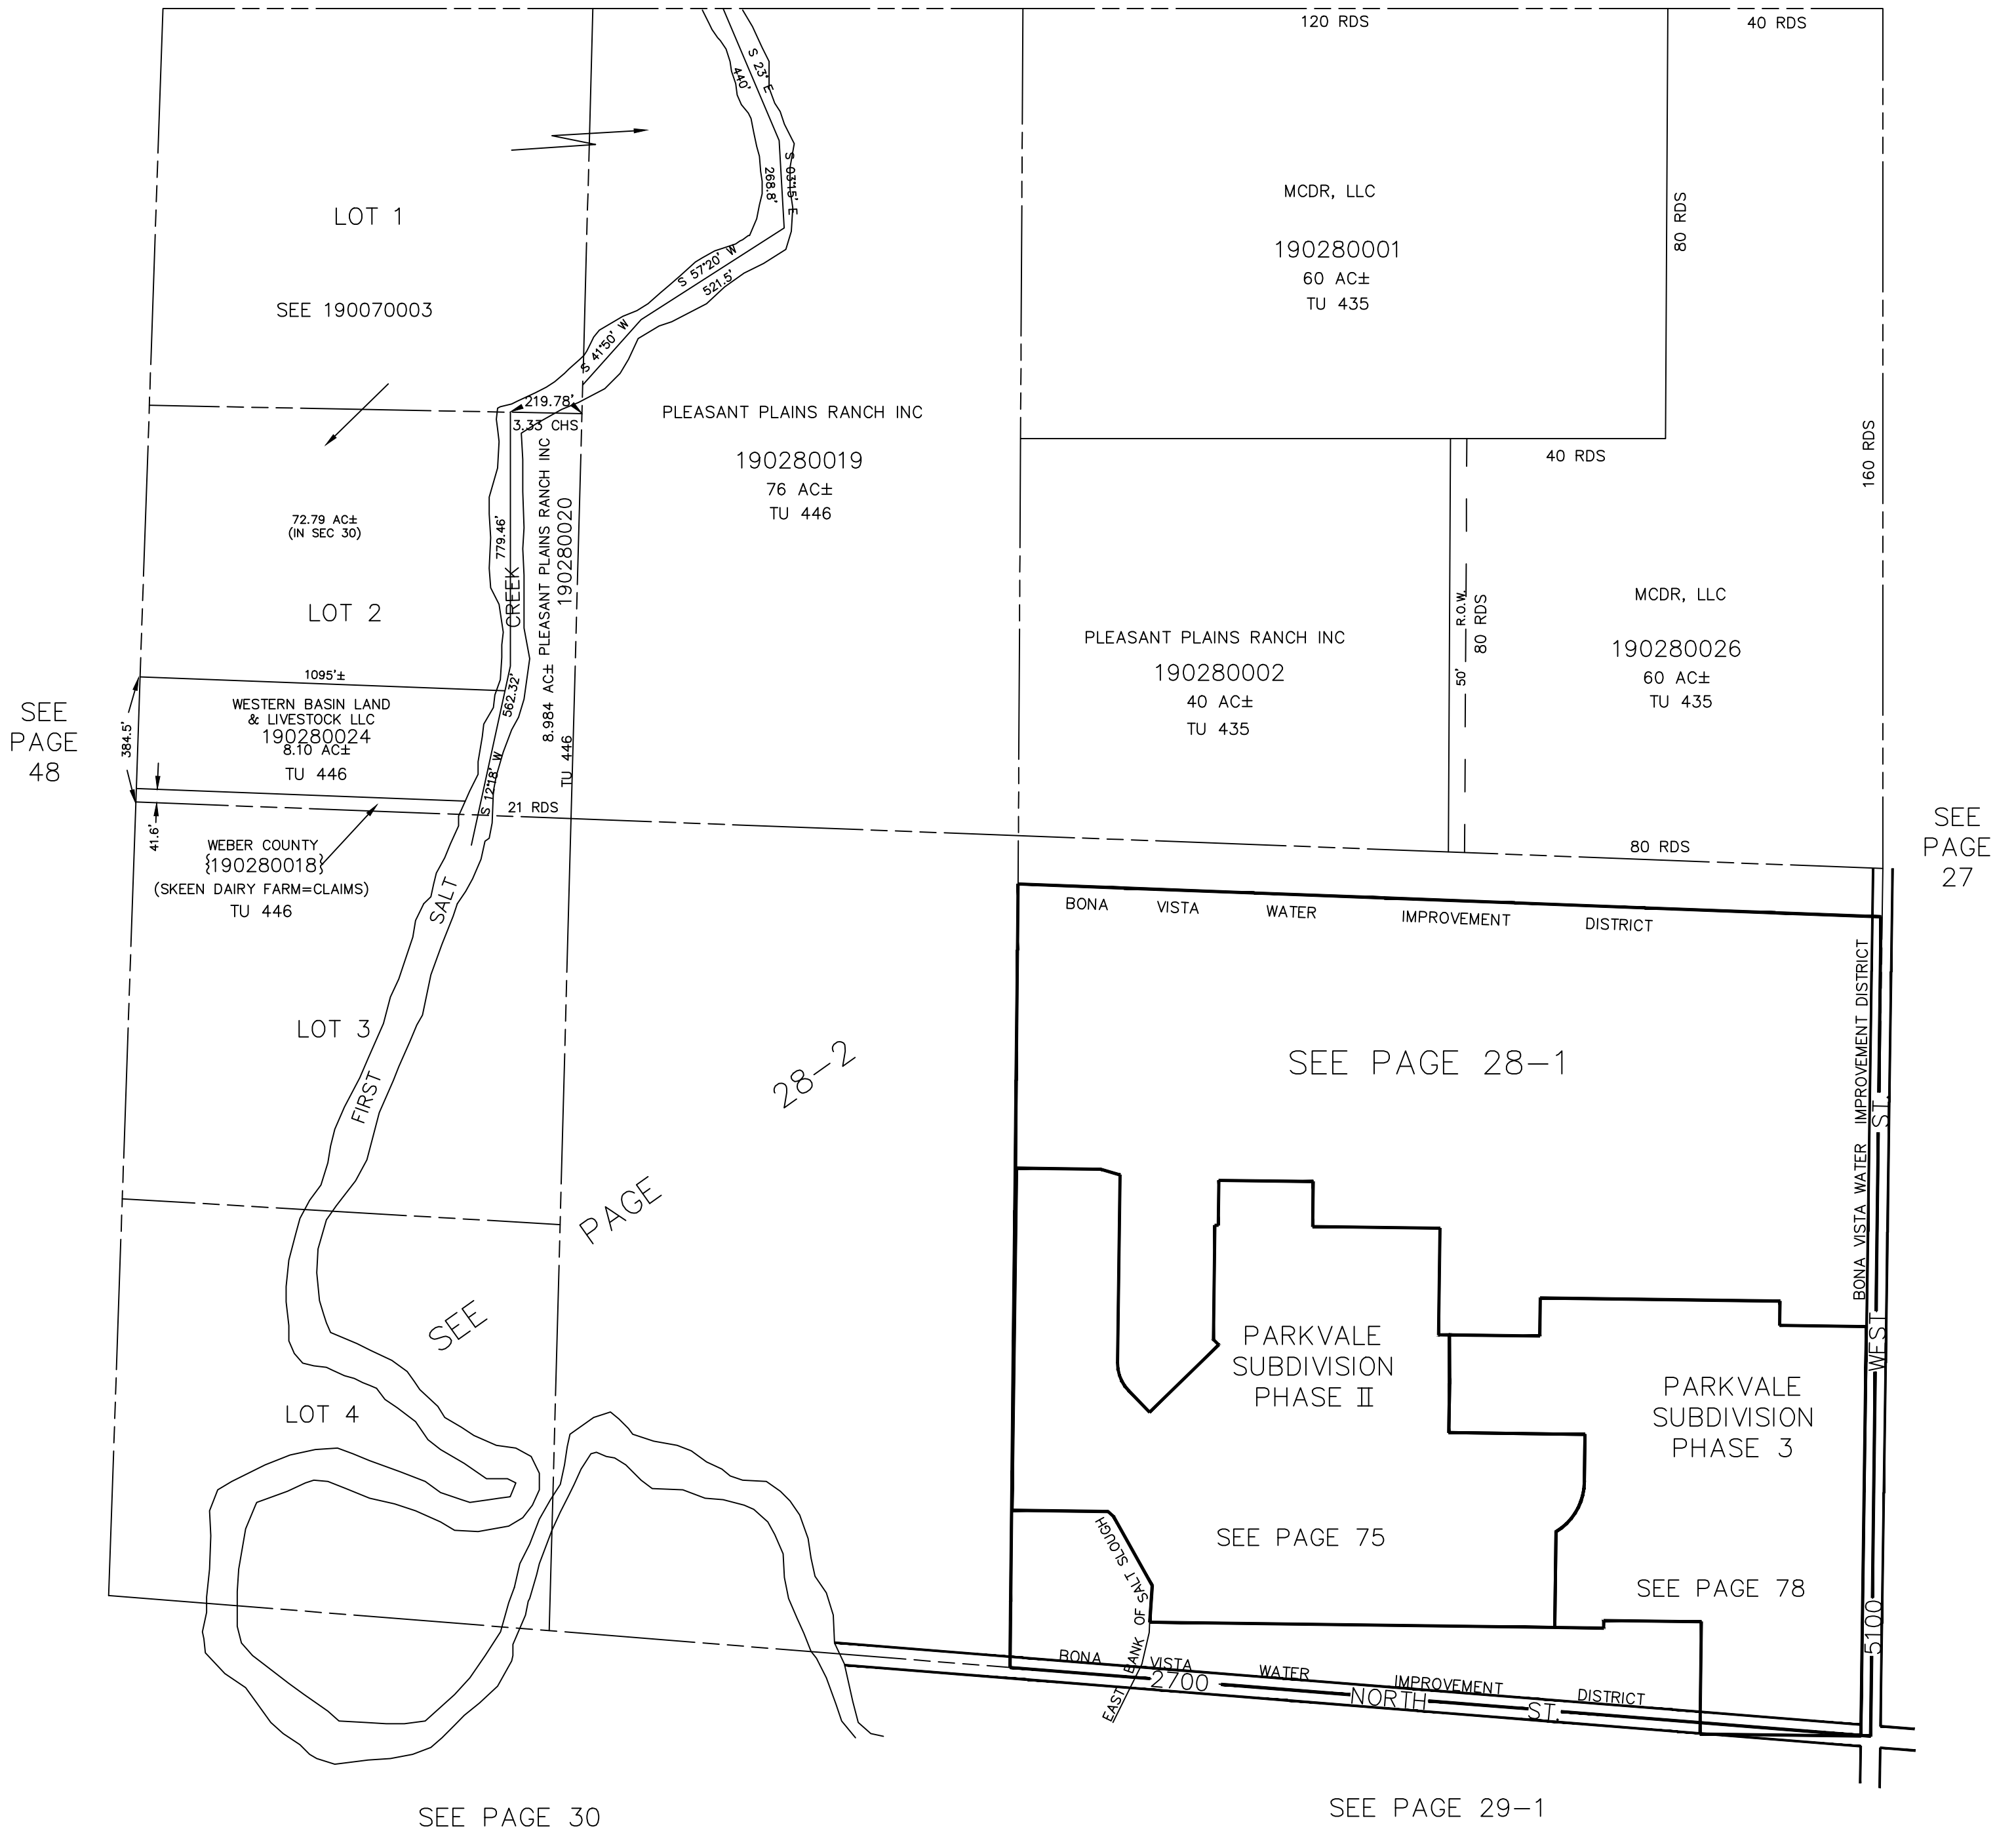 120 RDS
40 RDS
S 23° E
440'
268.8'
S 03°15' E
LOT 1
SEE 190070003
S 57°20' W
521.5'
S 41°50' W
MCDR, LLC
190280001
60 AC±
TU 435
80 RDS
219.78'
3.33 CHS
PLEASANT PLAINS RANCH INC
190280019
76 AC±
TU 446
40 RDS
160 RDS
72.79 AC±
(IN SEC 30)
LOT 2
779.46'
CREEK
8.984 AC± PLEASANT PLAINS RANCH INC
190280020
TU 446
562.32'
S 12°18' W
PLEASANT PLAINS RANCH INC
190280002
40 AC±
TU 435
50' R.O.W.
80 RDS
MCDR, LLC
190280026
60 AC±
TU 435
SEE
PAGE
48
384.5'
1095'±
WESTERN BASIN LAND
& LIVESTOCK LLC
190280024
8.10 AC±
TU 446
21 RDS
41.6'
WEBER COUNTY
{190280018}
(SKEEN DAIRY FARM=CLAIMS)
TU 446
80 RDS
SEE
PAGE
27
BONA VISTA WATER IMPROVEMENT DISTRICT
BONA VISTA WATER IMPROVEMENT DISTRICT
FIRST SALT
LOT 3
SEE PAGE 28-2
SEE PAGE 28-1
LOT 4
PARKVALE
SUBDIVISION
PHASE II
SEE PAGE 75
PARKVALE
SUBDIVISION
PHASE 3
SEE PAGE 78
5100 WEST ST.
EAST BANK OF SALT SLOUGH
BONA VISTA WATER IMPROVEMENT DISTRICT
2700 NORTH ST.
SEE PAGE 30
SEE PAGE 29-1